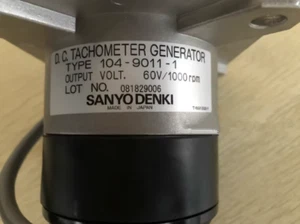 D.C. TACHOMETER GENERATOR
TYPE 104-9011-1
OUTPUT VOLT. 60V/1000rpm
LOT NO. 081829006
SANYO DENKI
MADE IN JAPAN